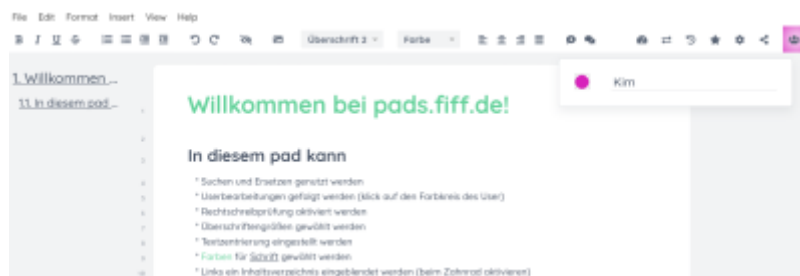 File Edit Format Insert View Help
B I U S Überschrift 2 Farbe
1. Willkommen ...
1.1. In diesem pad ...
Kim
Willkommen bei pads.fiff.de!
In diesem pad kann
* Suchen und Ersetzen genutzt werden
* Userbearbeitungen gefolgt werden (klick auf den Farbkreis des User)
* Rechtschreibprüfung aktiviert werden
* Überschriftengrößen gewählt werden
* Textzentrierung eingestellt werden
* Farben für Schrift gewählt werden
* Links ein Inhaltsverzeichnis eingeblendet werden (beim Zahnrad aktivieren)